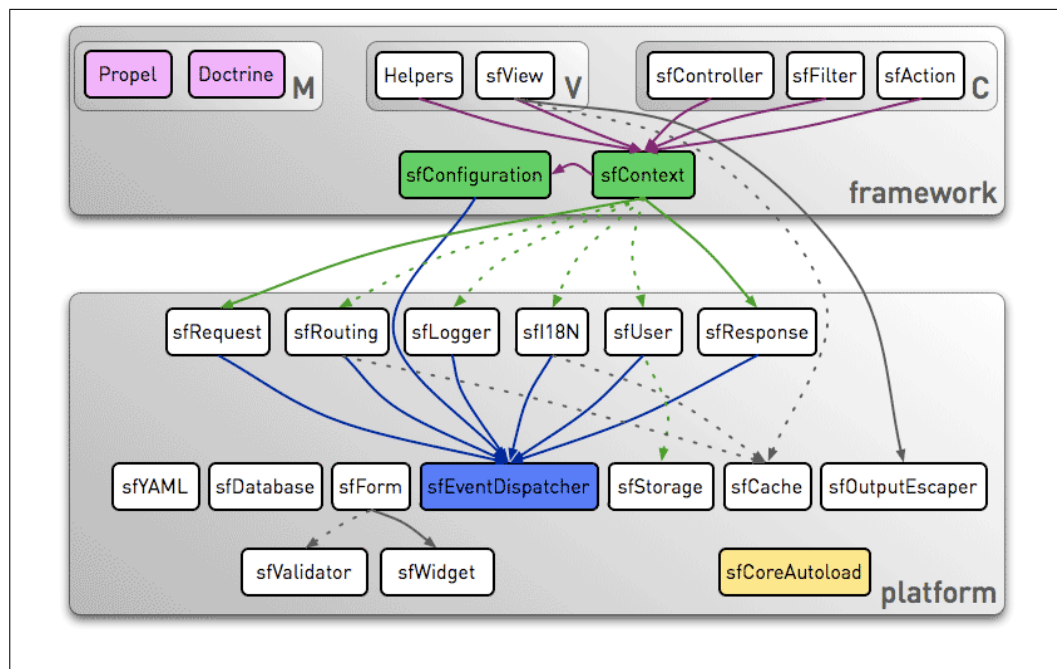 Propel
Doctrine
M
Helpers
sfView
V
sfController
sfFilter
sfAction
C
sfConfiguration
sfContext
framework
sfRequest
sfRouting
sfLogger
sfI18N
sfUser
sfResponse
sfYAML
sfDatabase
sfForm
sfEventDispatcher
sfStorage
sfCache
sfOutputEscaper
sfValidator
sfWidget
sfCoreAutoload
platform